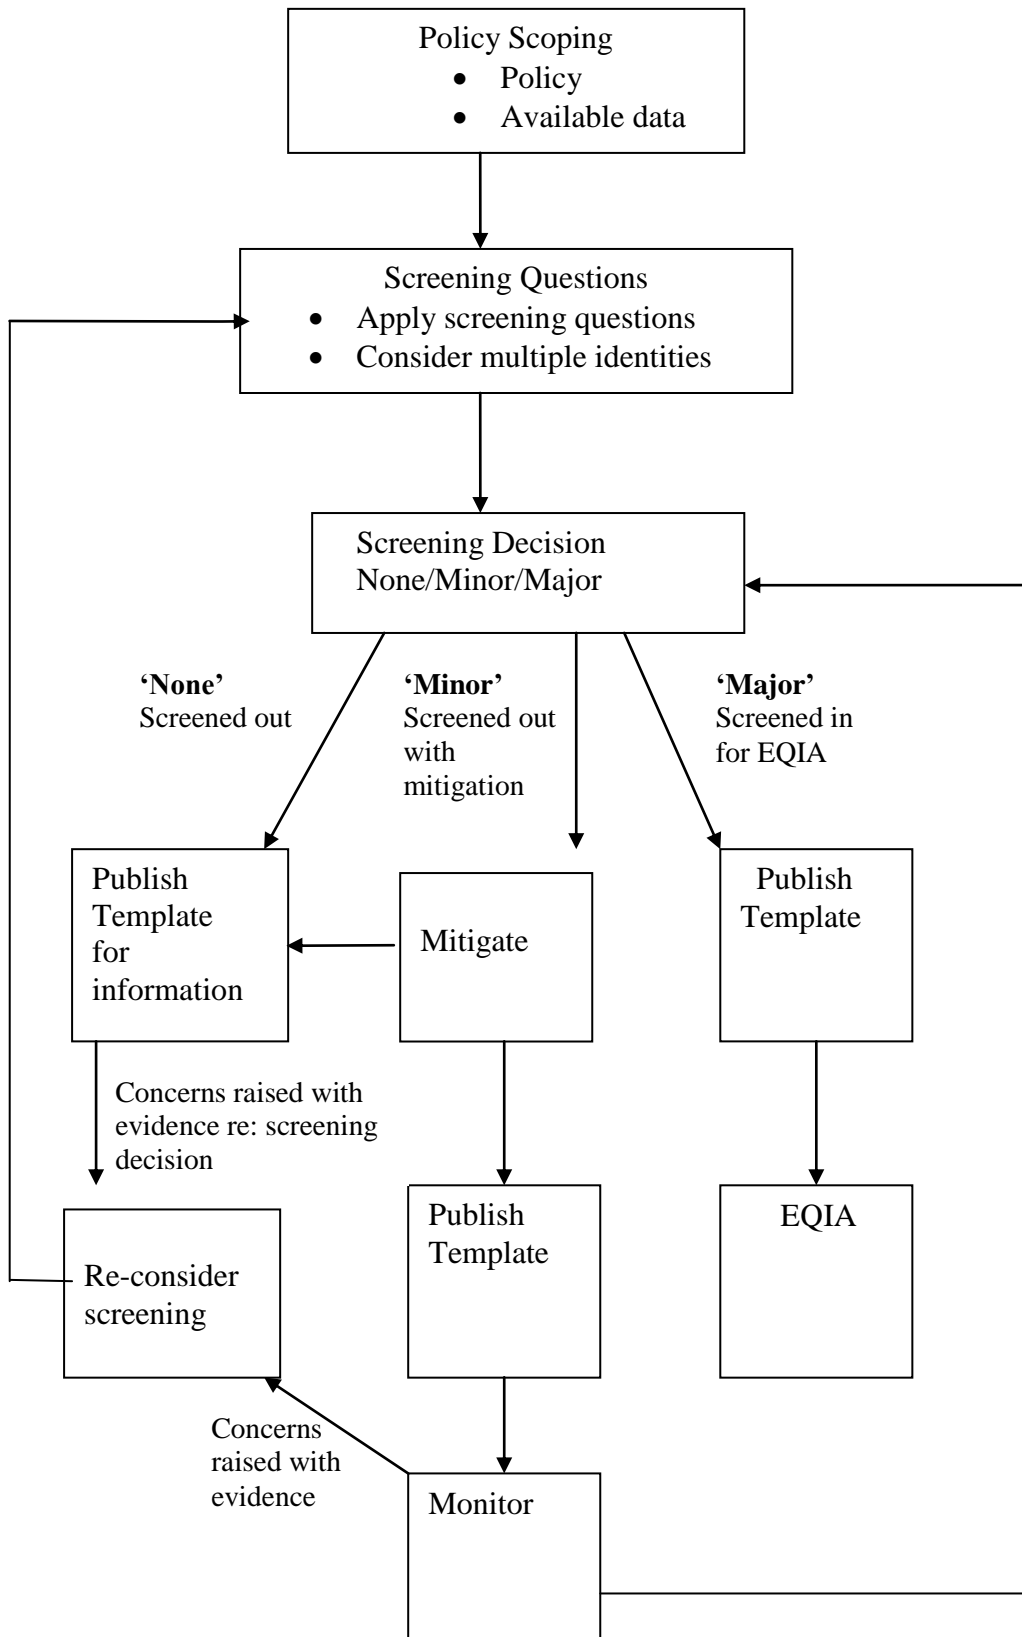 Policy Scoping
• Policy
• Available data
Screening Questions
• Apply screening questions
• Consider multiple identities
Screening Decision
None/Minor/Major
‘None’
Screened out
‘Minor’
Screened out
with
mitigation
‘Major’
Screened in
for EQIA
Publish
Template
for
information
Mitigate
Publish
Template
Concerns raised with
evidence re: screening
decision
Re-consider
screening
Publish
Template
EQIA
Concerns
raised with
evidence
Monitor